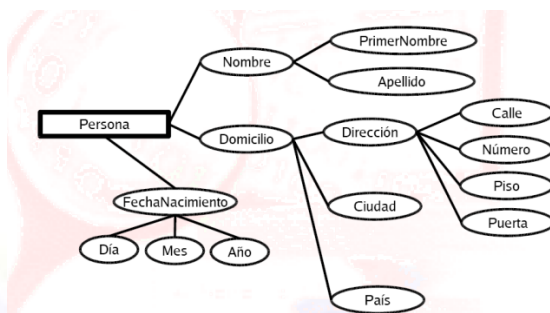 PrimerNombre
Nombre
Apellido
Persona
Domicilio
Dirección
Calle
Número
Piso
Puerta
FechaNacimiento
Ciudad
Día
Mes
Año
País